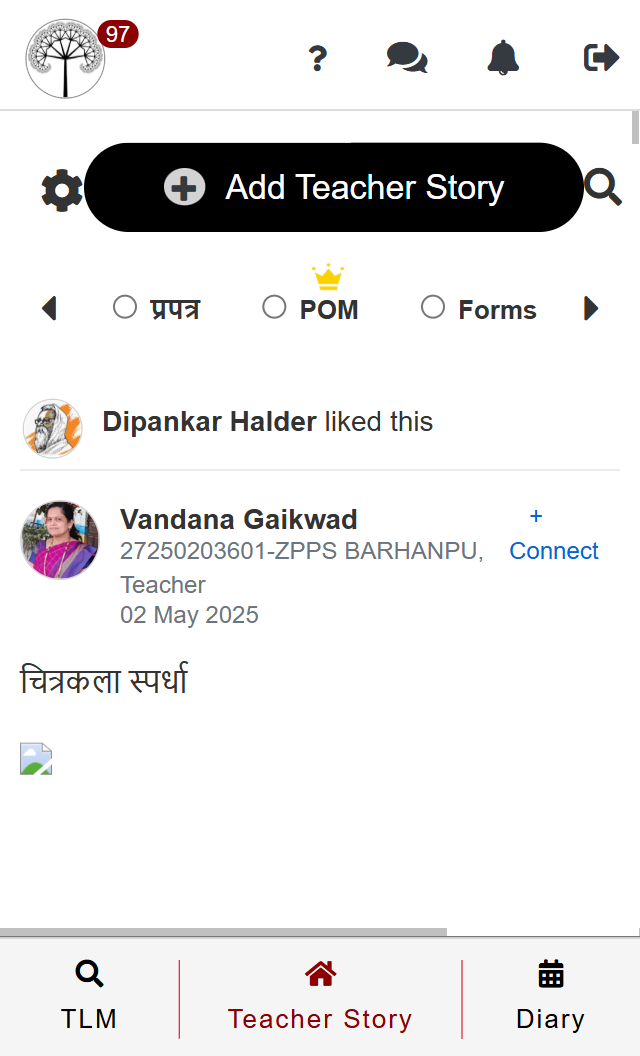 97
?
Add Teacher Story
प्रपत्र
POM
Forms
Dipankar Halder liked this
Vandana Gaikwad
+
27250203601-ZPPS BARHANPU,
Connect
Teacher
02 May 2025
चित्रकला स्पर्धा
TLM
Teacher Story
Diary